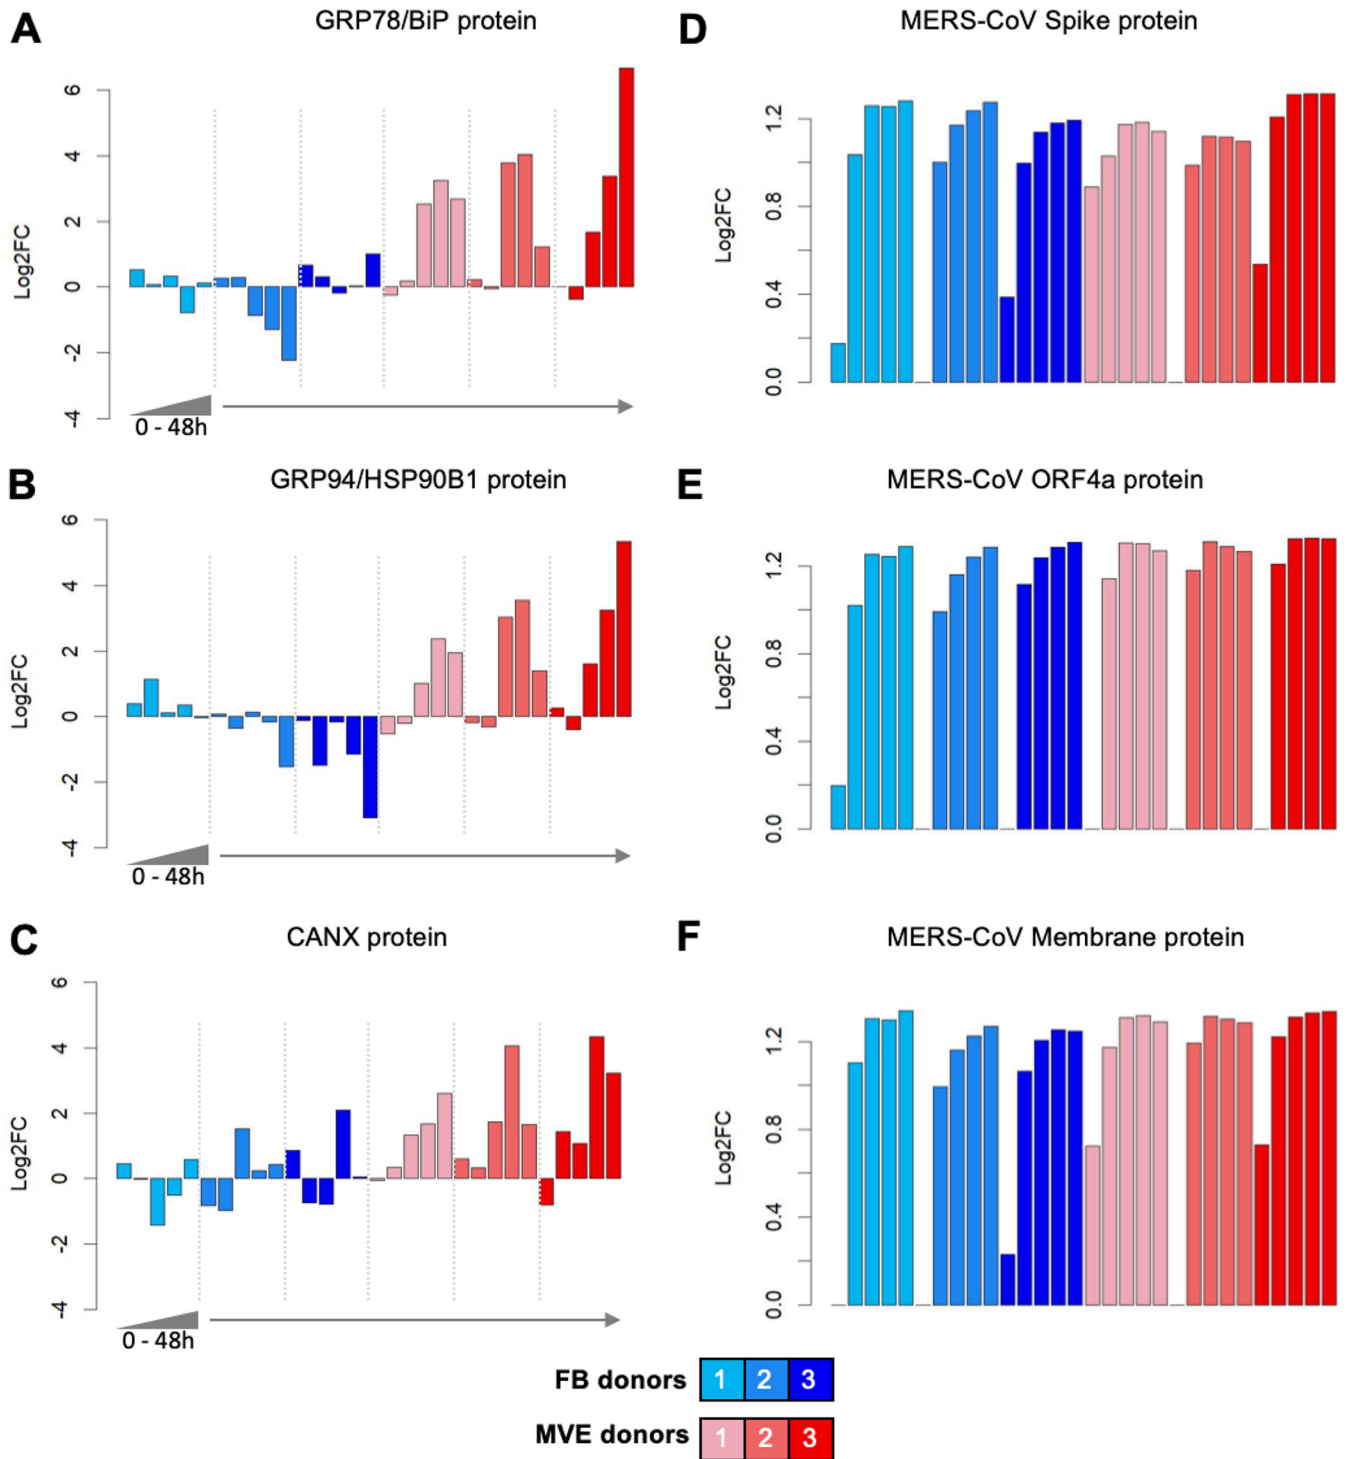 A
GRP78/BiP protein
6
4
2
0
-2
-4
Log2FC
0 - 48h
D
MERS-CoV Spike protein
1.2
0.8
0.4
0.0
Log2FC
B
GRP94/HSP90B1 protein
6
4
2
0
-2
-4
Log2FC
0 - 48h
E
MERS-CoV ORF4a protein
1.2
0.8
0.4
0.0
Log2FC
C
CANX protein
6
4
2
0
-2
-4
Log2FC
0 - 48h
F
MERS-CoV Membrane protein
1.2
0.8
0.4
0.0
Log2FC
FB donors 1 2 3
MVE donors 1 2 3